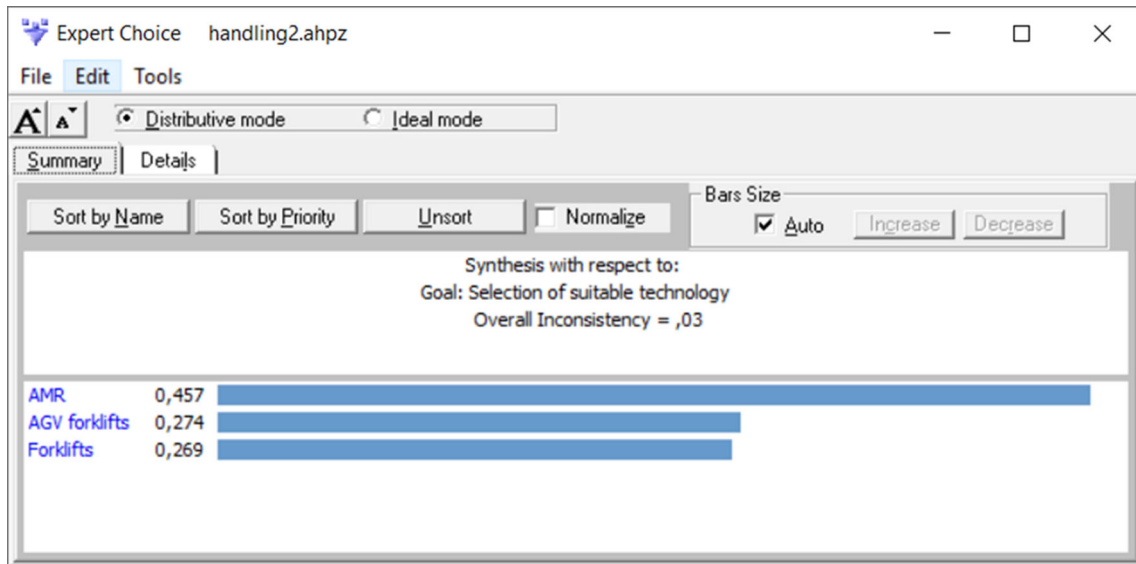 Expert Choice handling2.ahpz
File Edit Tools
A A Distributive mode Ideal mode
Summary Details
Bars Size
Sort by Name Sort by Priority Unsort Normalize Auto Increase Decrease
Synthesis with respect to:
Goal: Selection of suitable technology
Overall Inconsistency = ,03
AMR 0,457
AGV forklifts 0,274
Forklifts 0,269